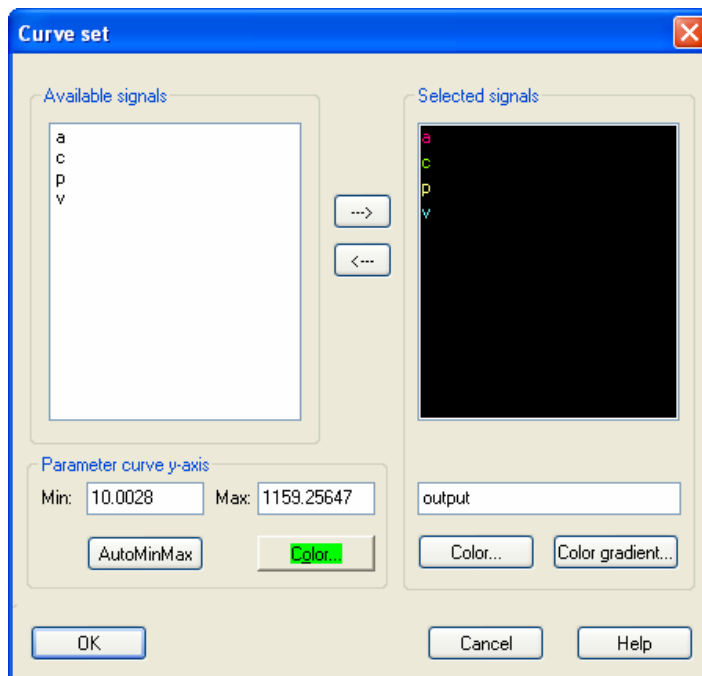 Curve set
Available signals
a
c
p
v
--->
<---
Selected signals
a
c
p
v
Parameter curve y-axis
Min: 10.0028 Max: 1159.25647
AutoMinMax Color...
output
Color... Color gradient...
OK Cancel Help